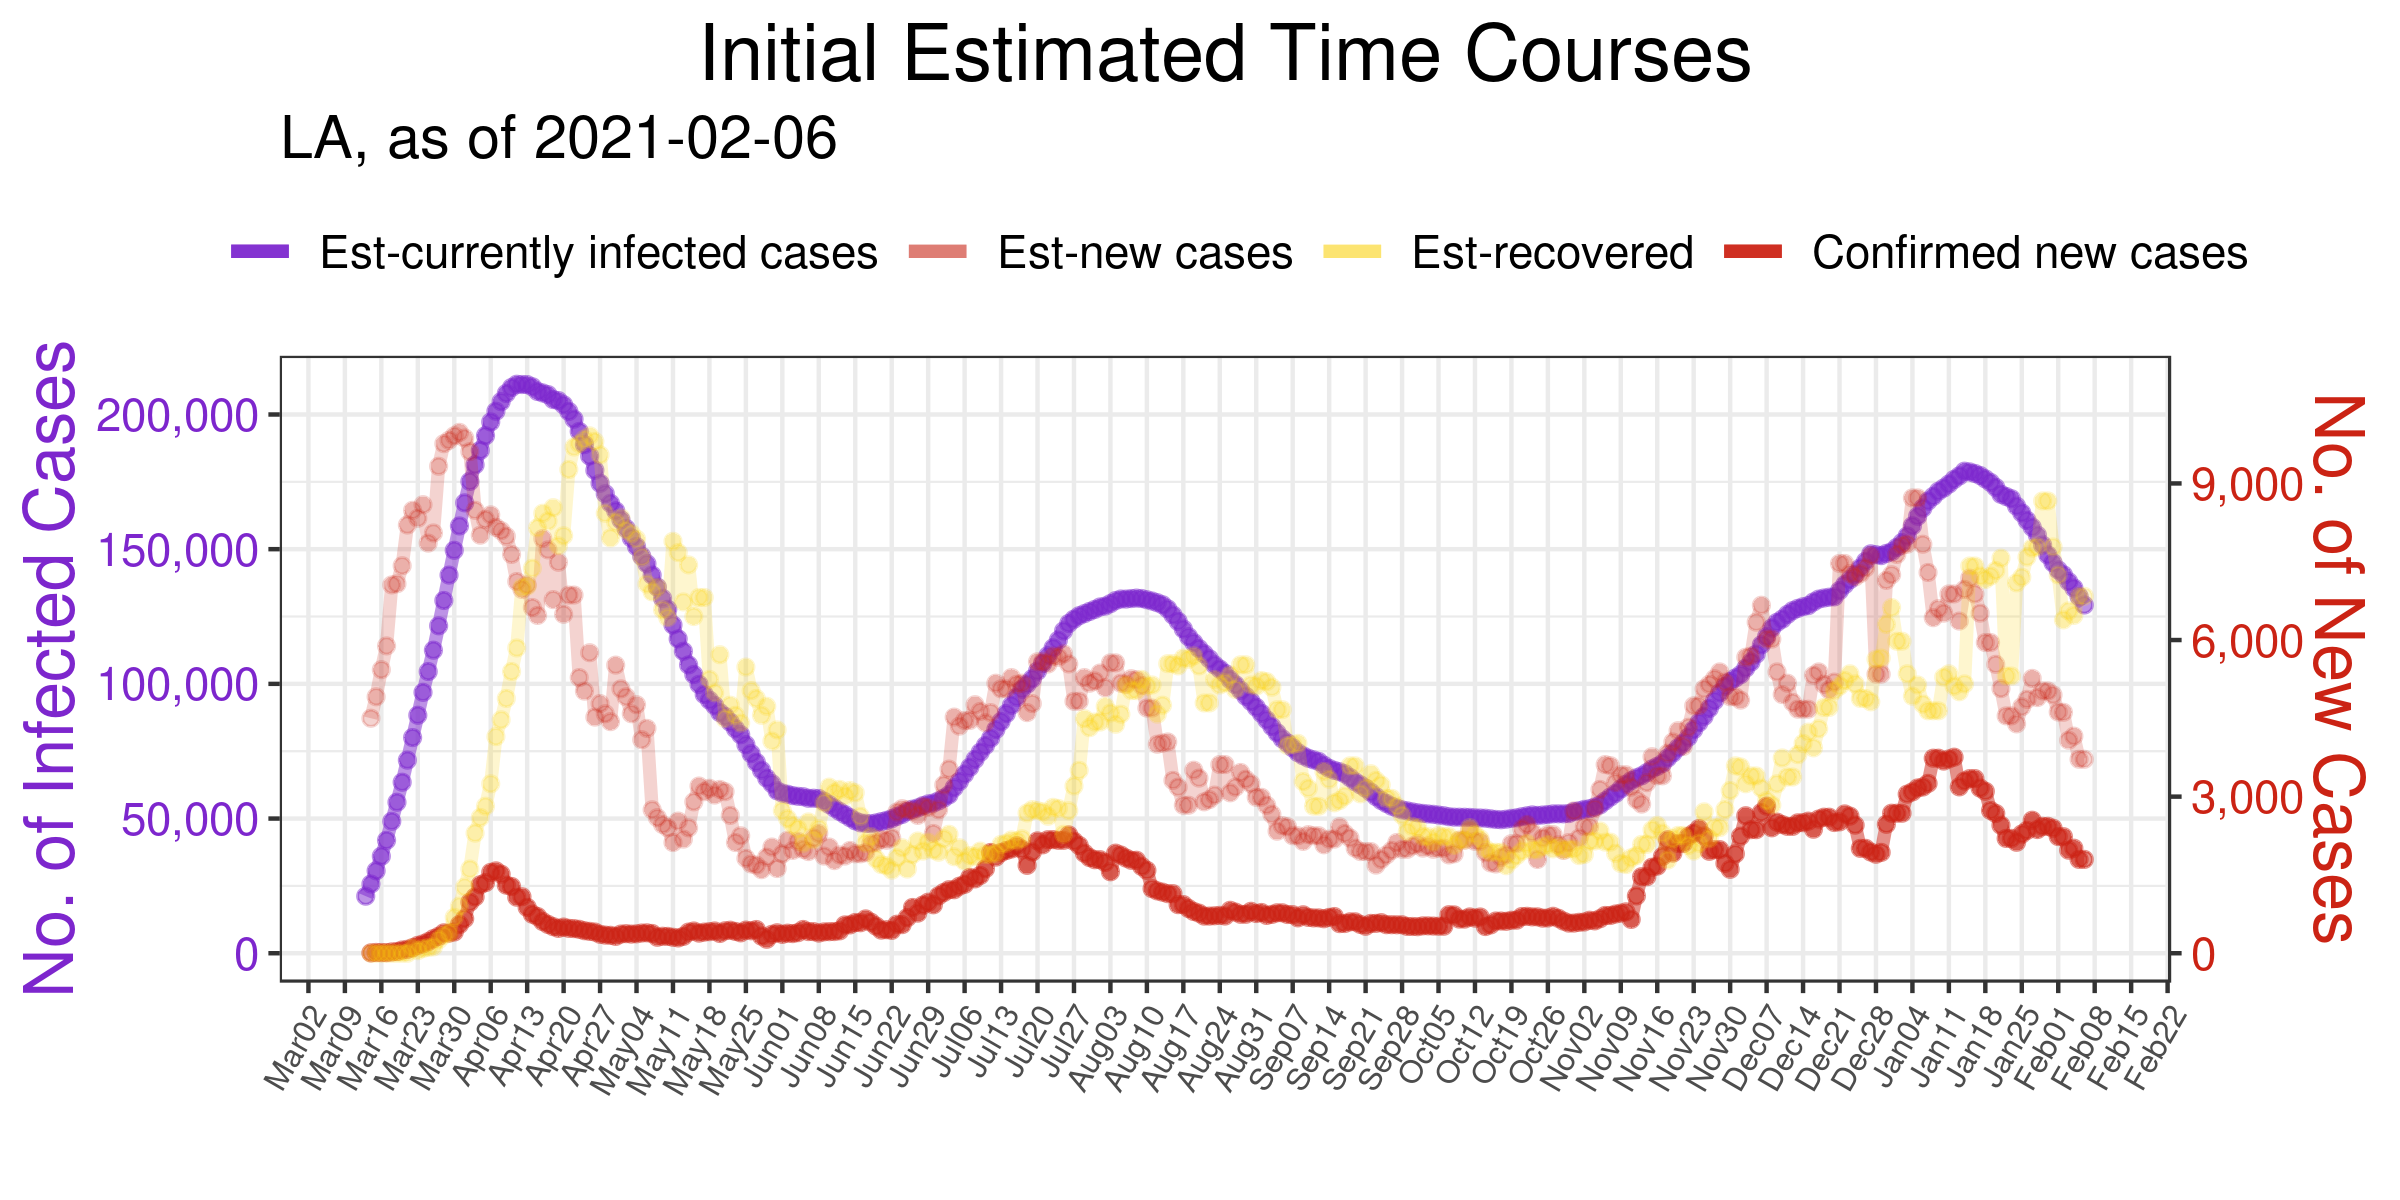 Initial Estimated Time Courses
LA, as of 2021-02-06
Est-currently infected cases Est-new cases Est-recovered Confirmed new cases
No. of Infected Cases
200,000
150,000
100,000
50,000
0
No. of New Cases
9,000
6,000
3,000
0
Mar02 Mar09 Mar16 Mar23 Mar30 Apr06 Apr13 Apr20 Apr27 May04 May11 May18 May25 Jun01 Jun08 Jun15 Jun22 Jun29 Jul06 Jul13 Jul20 Jul27 Aug03 Aug10 Aug17 Aug24 Aug31 Sep07 Sep14 Sep21 Sep28 Oct05 Oct12 Oct19 Oct26 Nov02 Nov09 Nov16 Nov23 Nov30 Dec07 Dec14 Dec21 Dec28 Jan04 Jan11 Jan18 Jan25 Feb01 Feb08 Feb15 Feb22